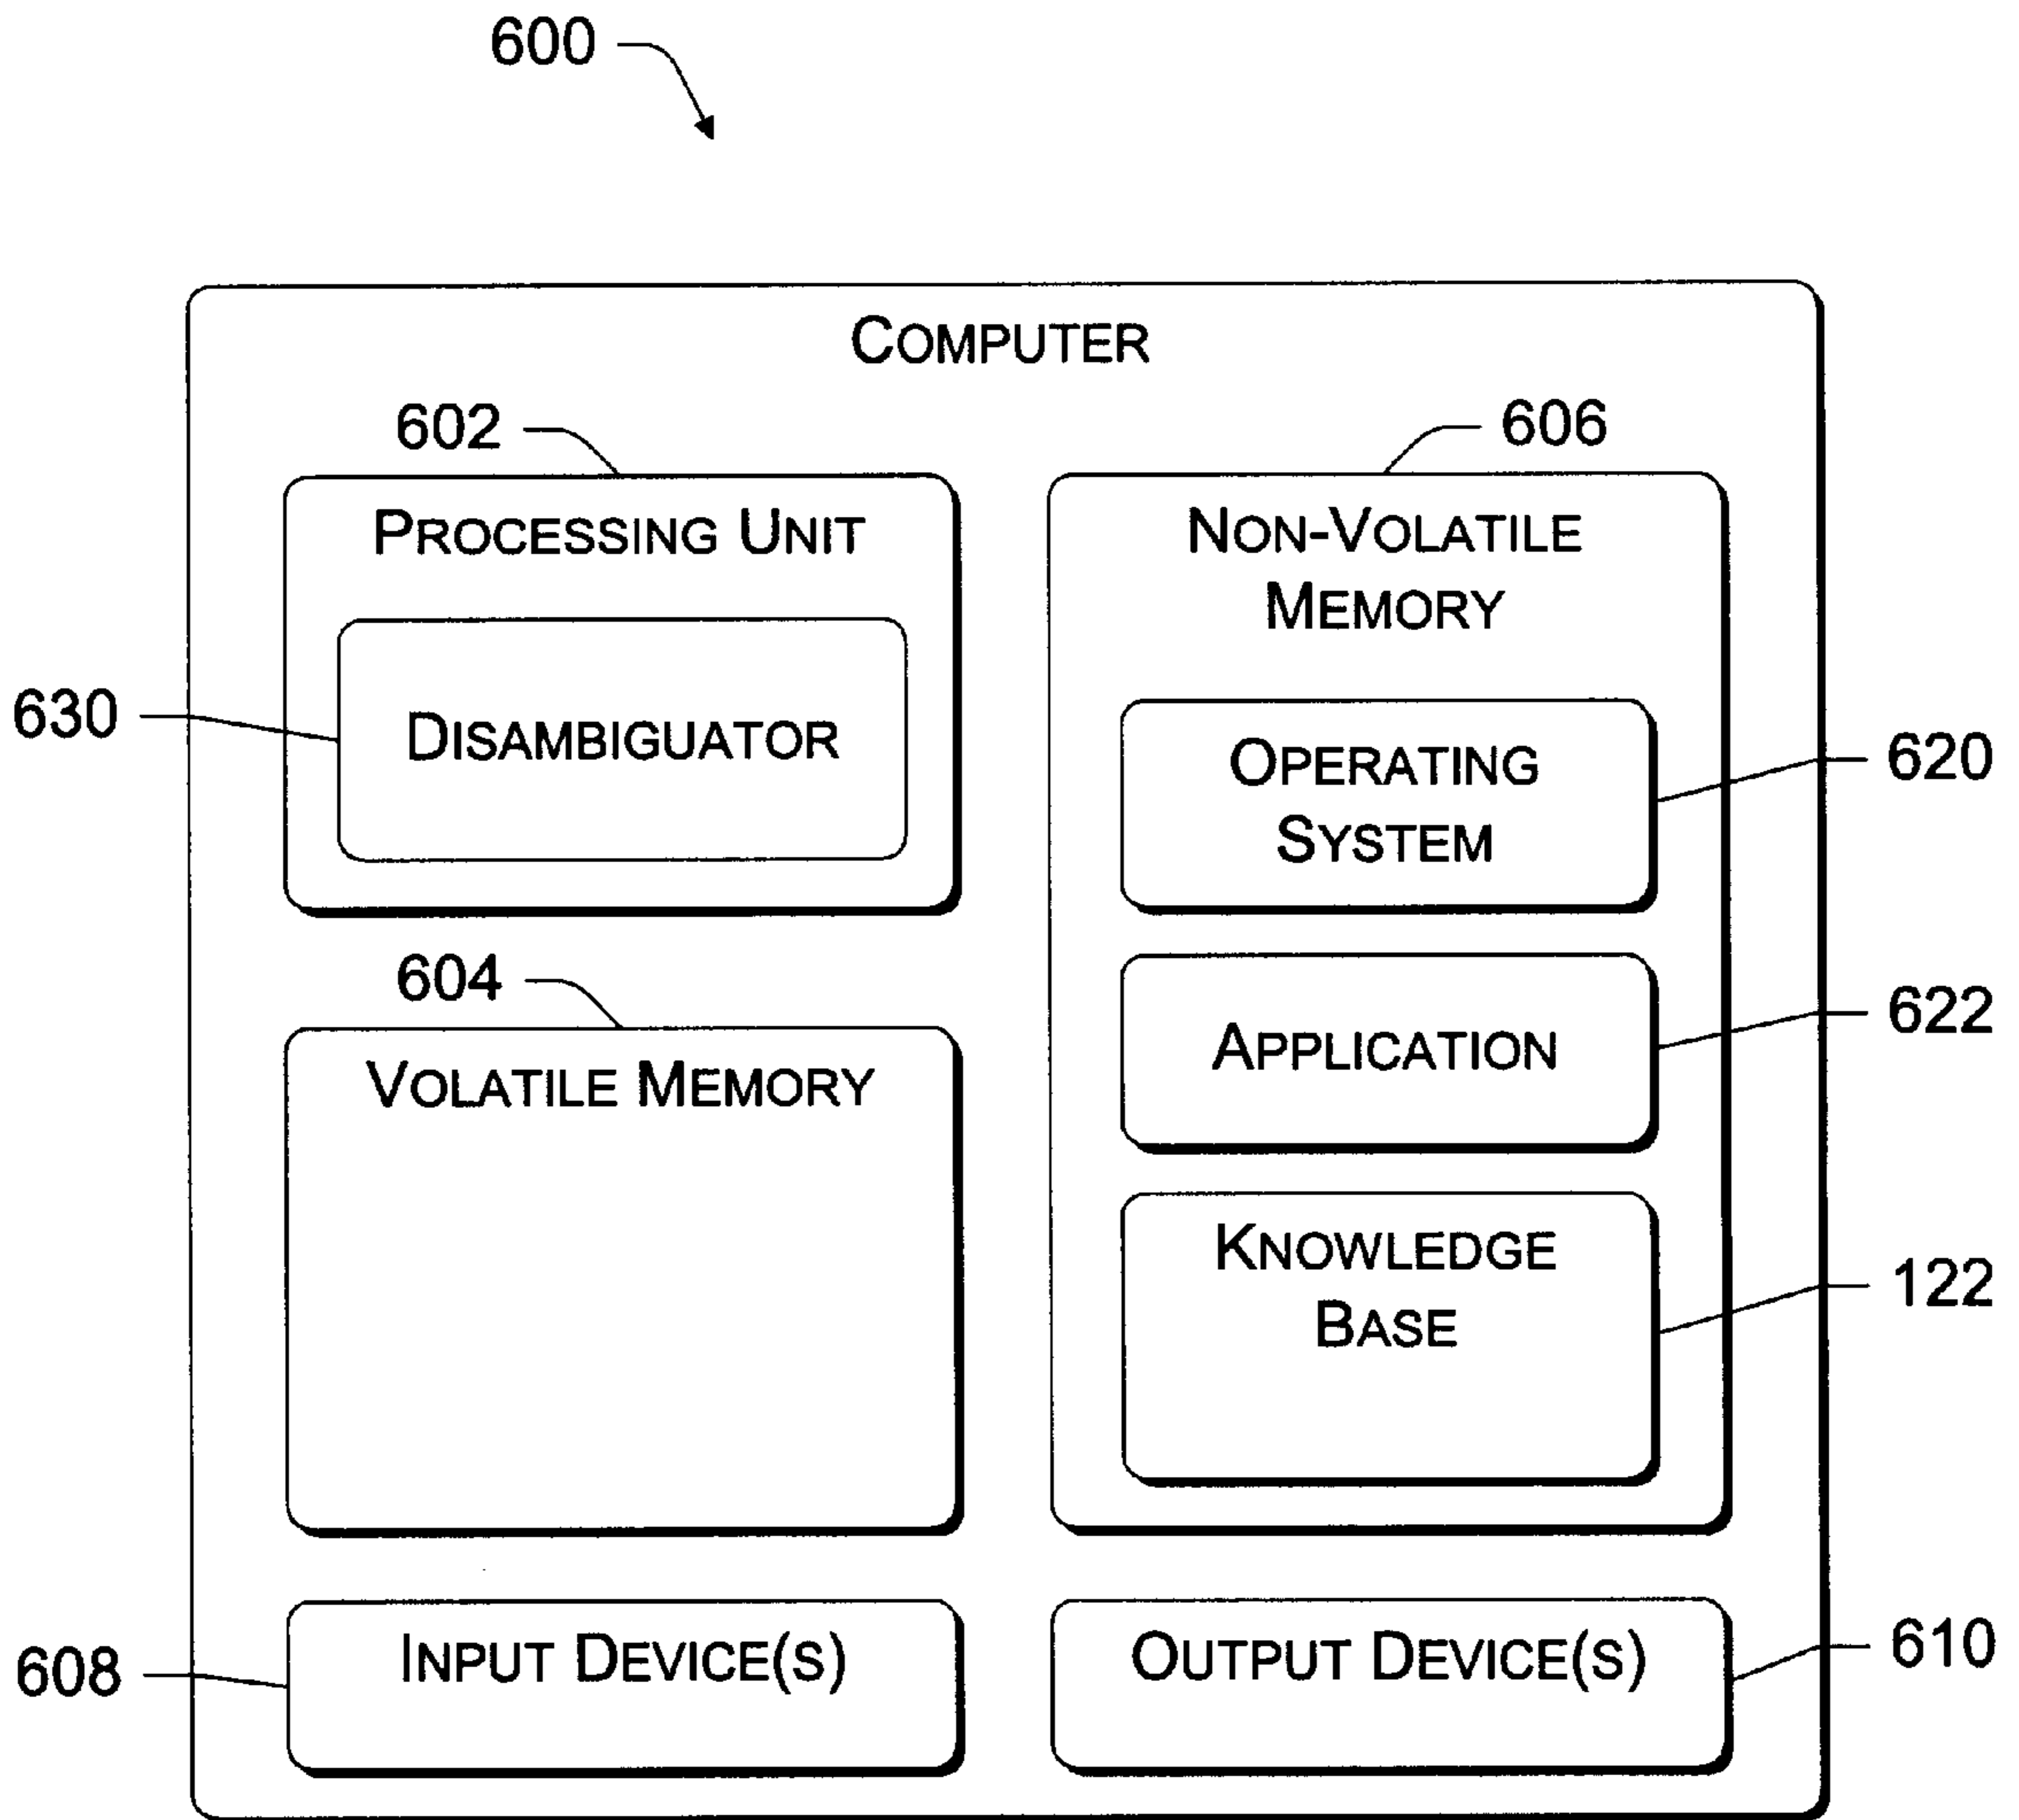 600
COMPUTER
602
606
PROCESSING UNIT
NON-VOLATILE
MEMORY
630
DISAMBIGUATOR
OPERATING
SYSTEM
620
604
VOLATILE MEMORY
APPLICATION
622
KNOWLEDGE
BASE
122
608
INPUT DEVICE(S)
OUTPUT DEVICE(S)
610